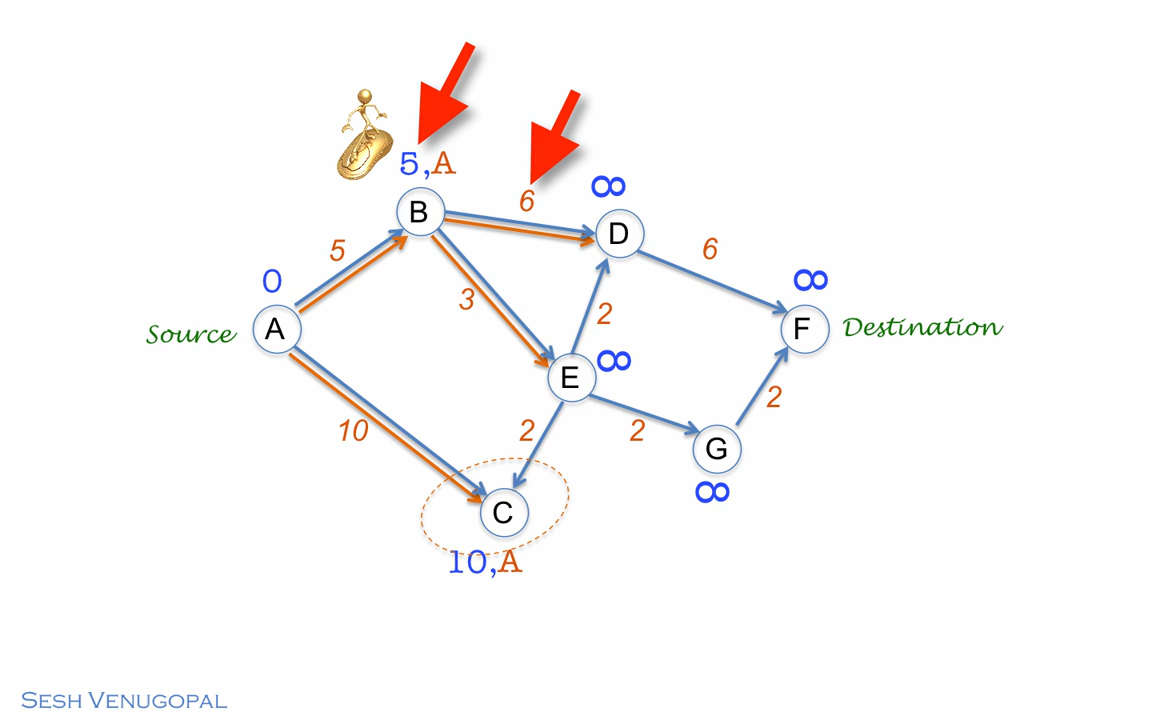 5,A
6
∞
B
D
5
6
0
∞
3
2
Source
A
F
Destination
E
∞
2
10
2
2
G
∞
C
10,A
SESH VENUGOPAL